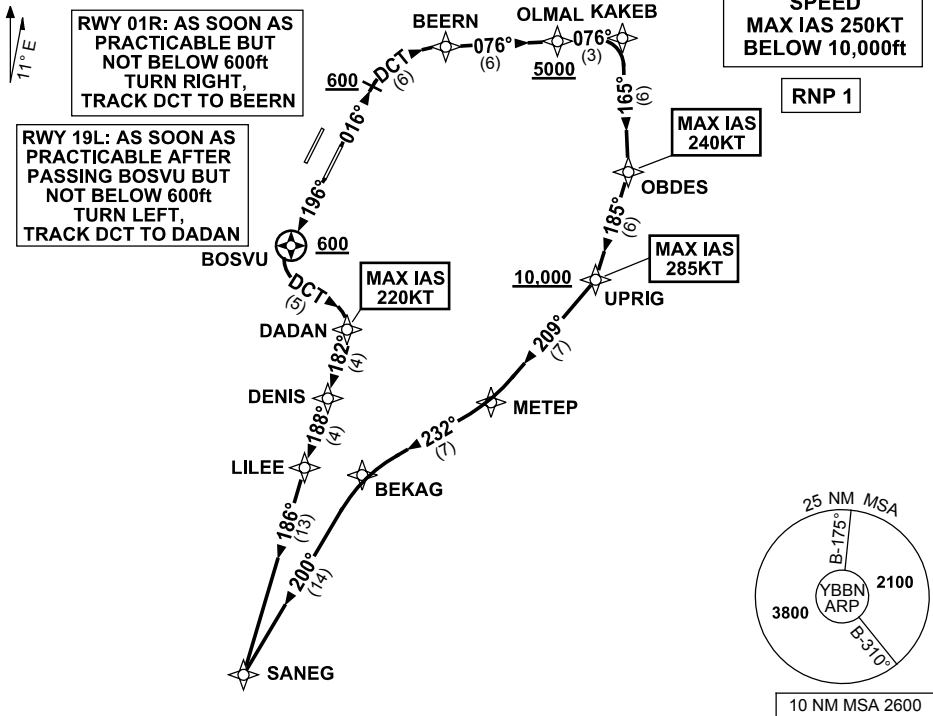 SPEED
MAX IAS 250KT
BELOW 10,000ft
RNP 1
11° E
RWY 01R: AS SOON AS
PRACTICABLE BUT
NOT BELOW 600ft
TURN RIGHT,
TRACK DCT TO BEERN
RWY 19L: AS SOON AS
PRACTICABLE AFTER
PASSING BOSVU BUT
NOT BELOW 600ft
TURN LEFT,
TRACK DCT TO DADAN
BEERN
OLMAL
KAKEB
076°
(6)
076°
(3)
5000
DCT
(6)
600
016°
196°
165°
(6)
MAX IAS
240KT
OBDES
185°
(6)
MAX IAS
285KT
10,000
UPRIG
BOSVU
600
DCT
(5)
MAX IAS
220KT
DADAN
182°
(4)
DENIS
188°
(4)
LILEE
186°
(13)
209°
(7)
METEP
232°
(7)
BEKAG
200°
(14)
SANEG
25 NM MSA
B-175°
YBBN
ARP
2100
3800
B-310°
10 NM MSA 2600